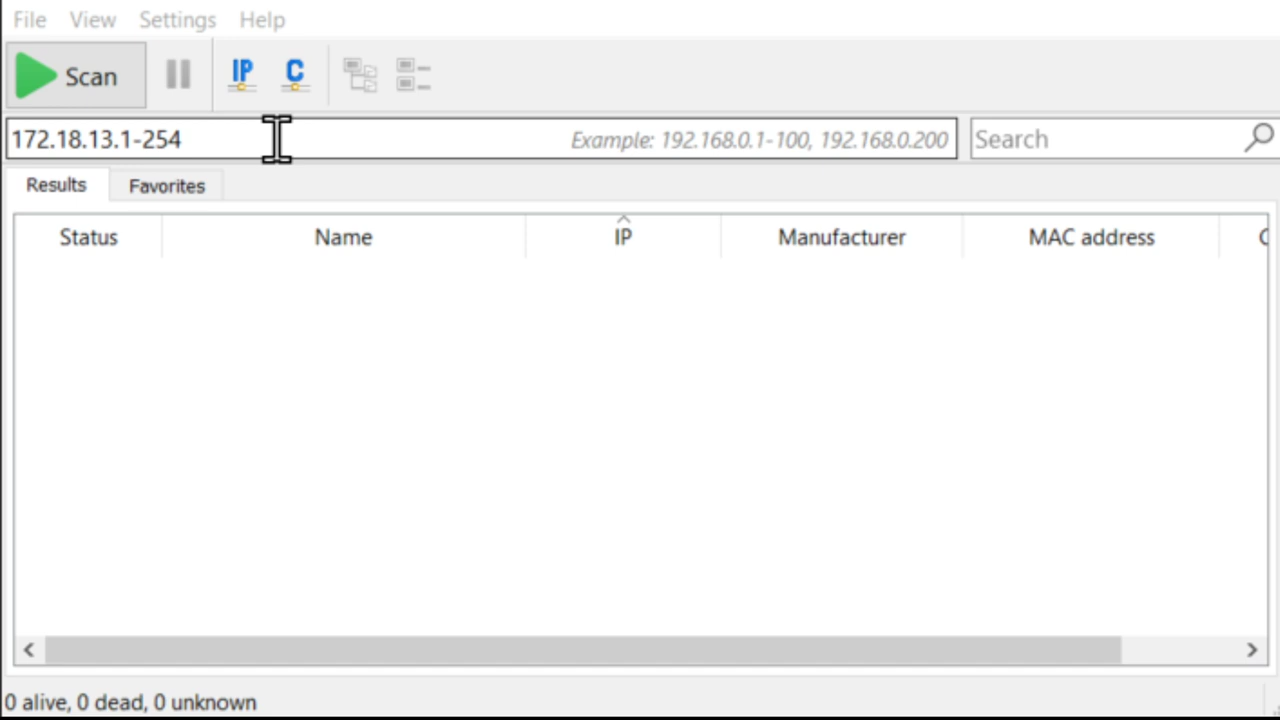 File View Settings Help
Scan IP C
172.18.13.1-254 Example: 192.168.0.1-100, 192.168.0.200 Search
Results Favorites
Status Name IP Manufacturer MAC address
0 alive, 0 dead, 0 unknown